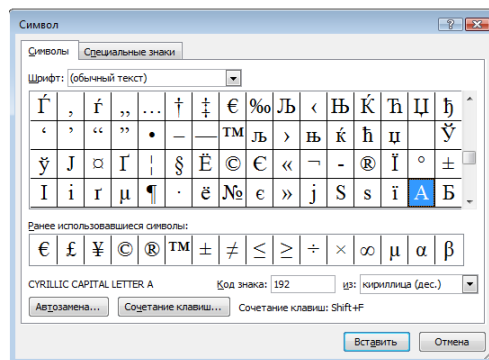 Символ
Символы Специальные знаки
Шрифт: (обычный текст)
Ѓ ‚ ѓ „ … † ‡ € ‰ Љ ‹ Њ Ќ Ћ Џ ђ
‘ ’ “ ” • – — ™ љ › њ ќ ћ џ Ў
ў Ј ¤ Ґ ¦ § Ё © Є « ¬ - ® Ї ° ±
І і ґ µ ¶ · ё № є » ј Ѕ ѕ ї А Б
Ранее использовавшиеся символы:
€ £ ¥ © ® ™ ± ≠ ≤ ≥ ÷ × ∞ µ α β
CYRILLIC CAPITAL LETTER A Код знака: 192 из: кириллица (дес.)
Автозамена... Сочетание клавиш... Сочетание клавиш: Shift+F
Вставить Отмена